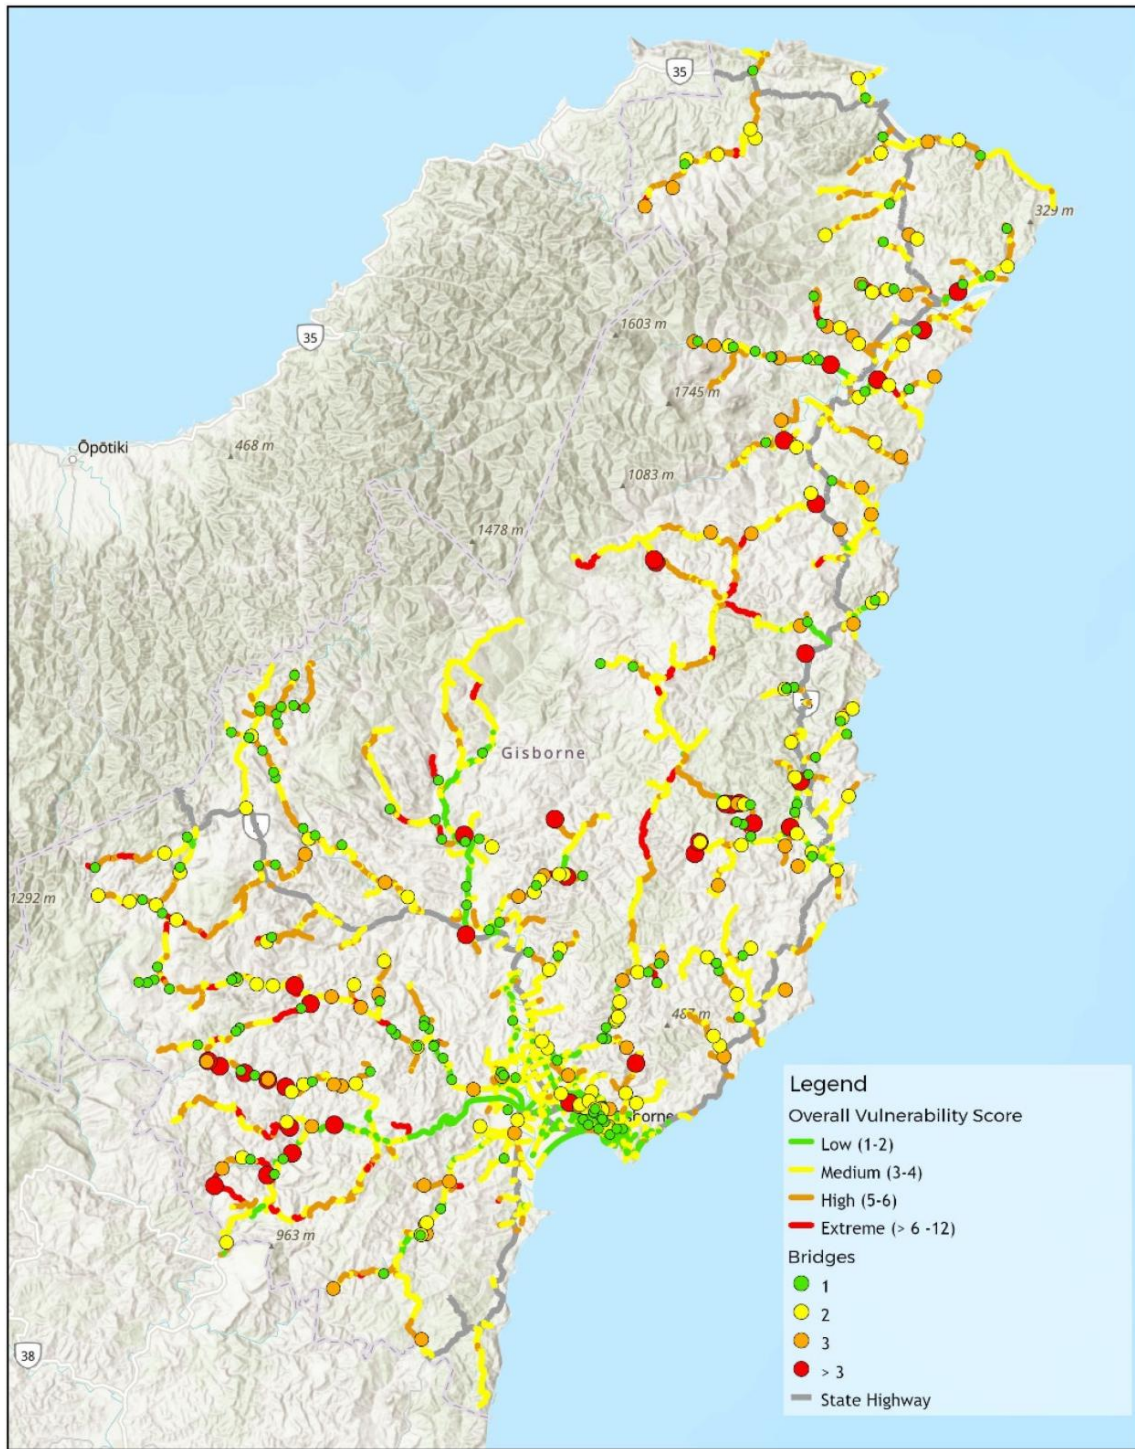 35
329 m
1603 m
35
1745 m
Ōpōtiki
468 m
1083 m
1478 m
Gisborne
1292 m
487 m
Legend
Overall Vulnerability Score
Low (1-2)
Medium (3-4)
High (5-6)
Extreme (> 6 -12)
Bridges
1
2
3
> 3
State Highway
963 m
38